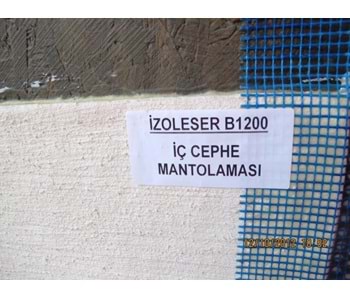 İZOLESER B1200
İÇ CEPHE
MANTOLAMASI